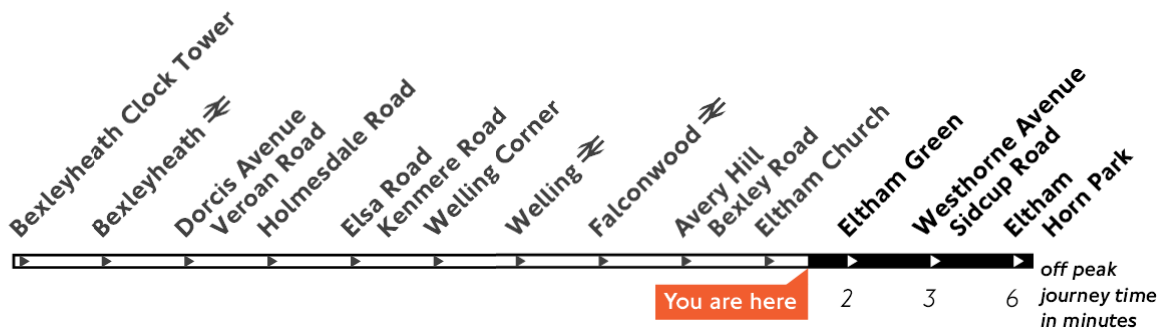 Bexleyheath Clock Tower
Bexleyheath
Dorcis Avenue
Veroan Road
Holmesdale Road
Elsa Road
Kenmere Road
Welling Corner
Welling
Falconwood
Avery Hill
Bexley Road
Eltham Church
Eltham Green
Westhorne Avenue
Sidcup Road
Eltham
Horn Park
You are here
2
3
6
off peak
journey time
in minutes